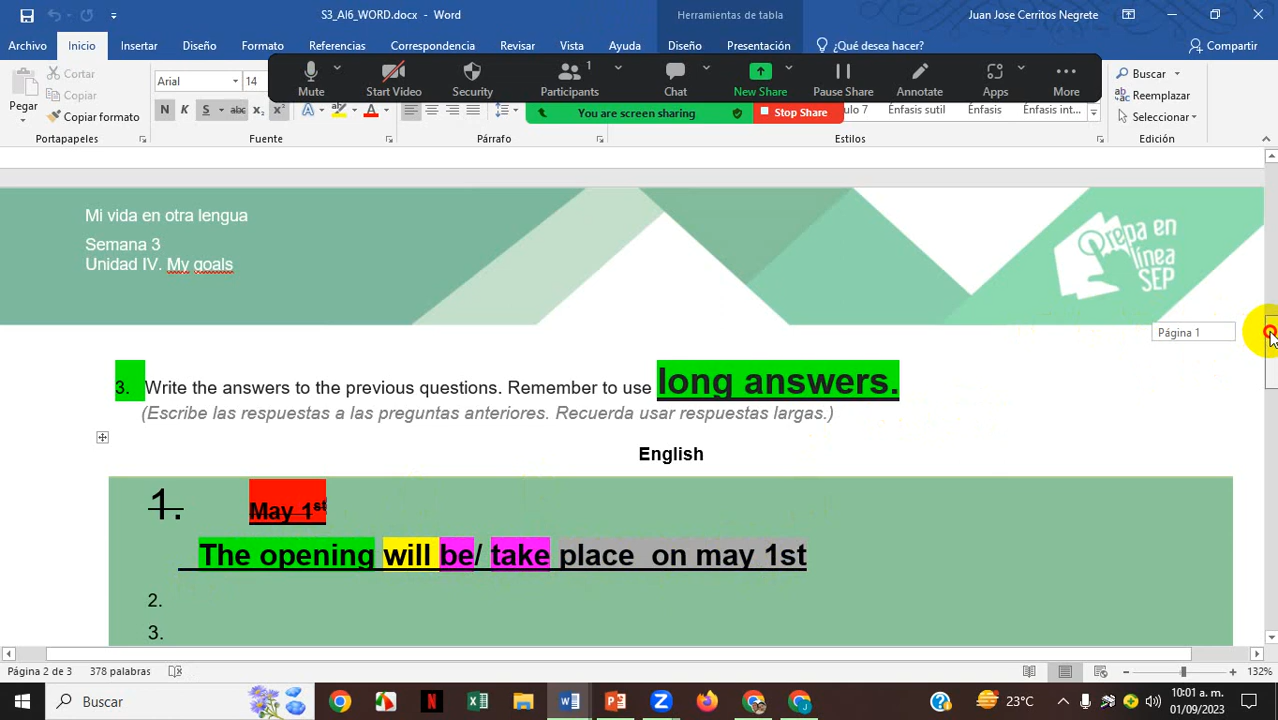 S3_AI6_WORD.docx - Word
Herramientas de tabla
Juan Jose Cerritos Negrete
Archivo Inicio Insertar Diseño Formato Referencias Correspondencia Revisar Vista Ayuda Diseño Presentación ¿Qué desea hacer? Compartir
Pegar
Cortar
Copiar
Copiar formato
Portapapeles
Arial 14
N K S abc x x
Fuente
Párrafo
Mute Start Video Security Participants 1 Chat New Share Pause Share Annotate Apps More
You are screen sharing Stop Share
ulo 7 Énfasis sutil Énfasis Énfasis int...
Estilos
Buscar
Reemplazar
Seleccionar
Edición
Mi vida en otra lengua
Semana 3
Unidad IV. My goals
Prepa en
línea
SEP
Página 1
3. Write the answers to the previous questions. Remember to use long answers.
(Escribe las respuestas a las preguntas anteriores. Recuerda usar respuestas largas.)
English
1. May 1st
The opening will be/ take place on may 1st
2.
3.
Página 2 de 3 378 palabras 132%
Buscar
23°C
10:01 a. m.
01/09/2023